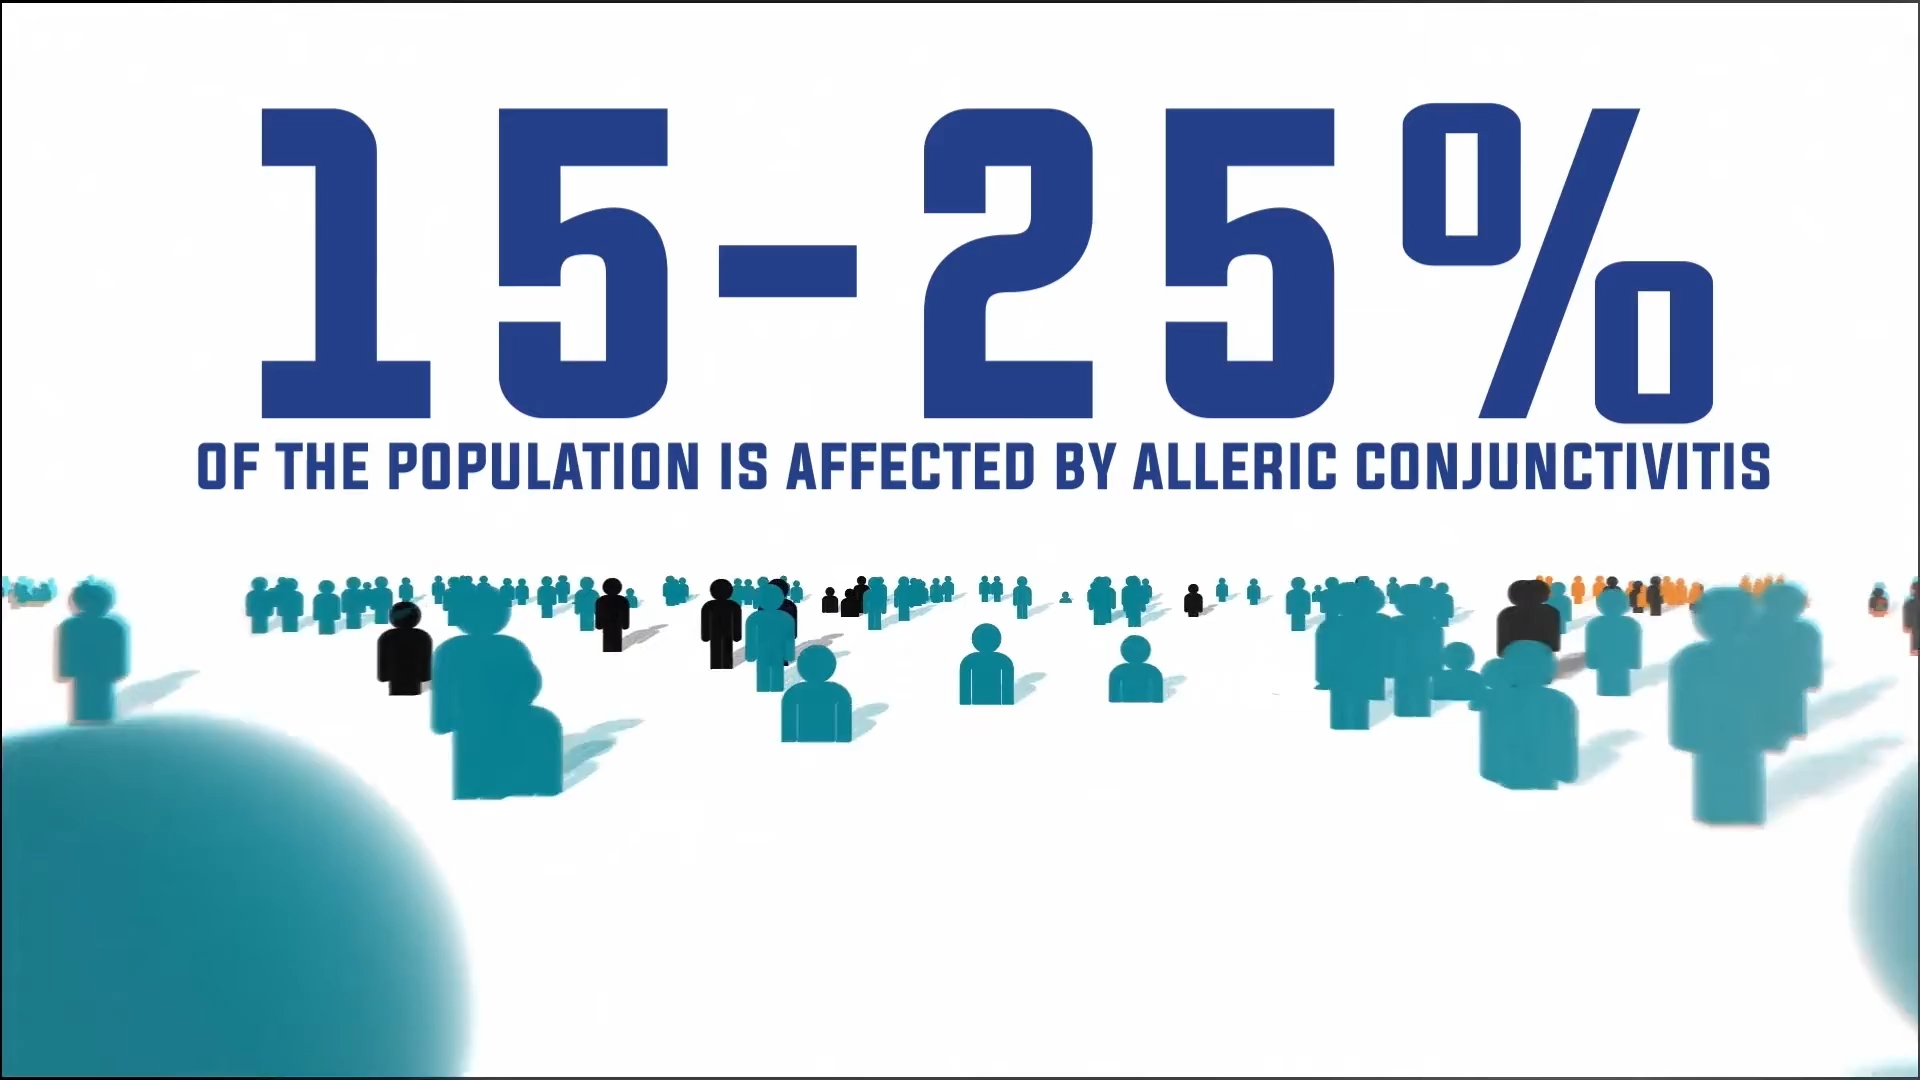 15-25%
OF THE POPULATION IS AFFECTED BY ALLERIC CONJUNCTIVITIS